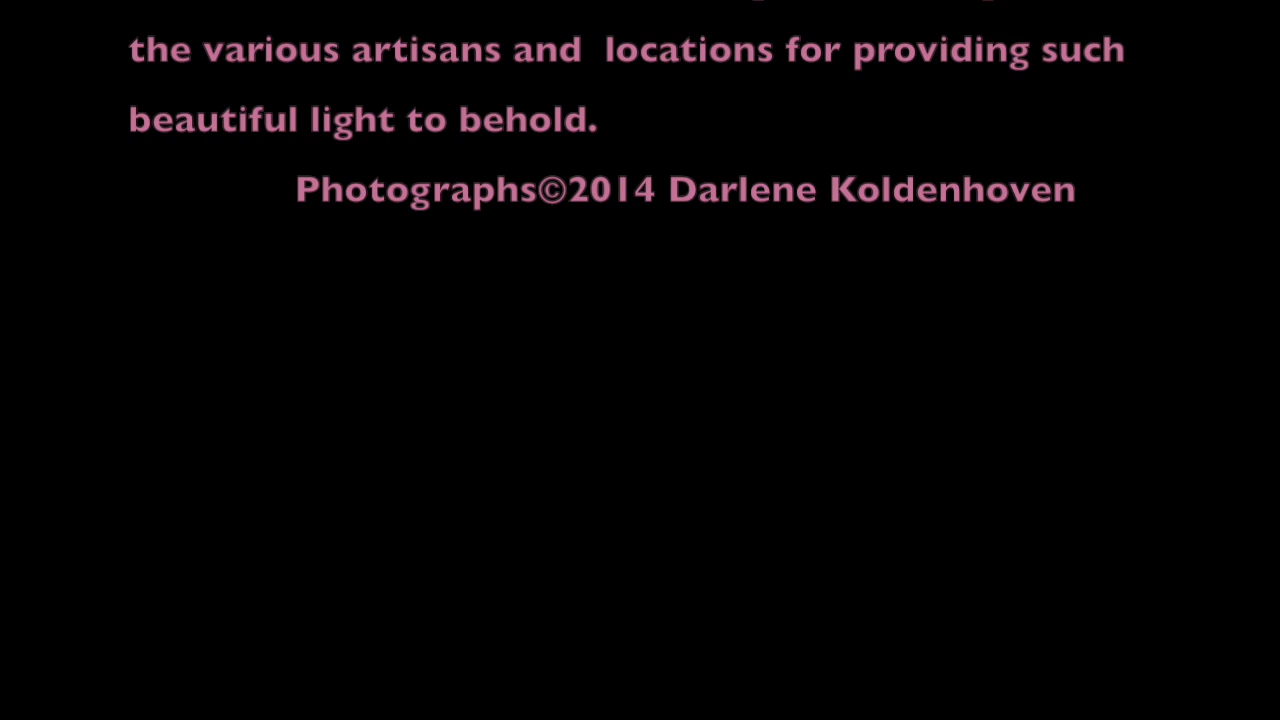 the various artisans and  locations for providing such
beautiful light to behold.
Photographs©2014 Darlene Koldenhoven